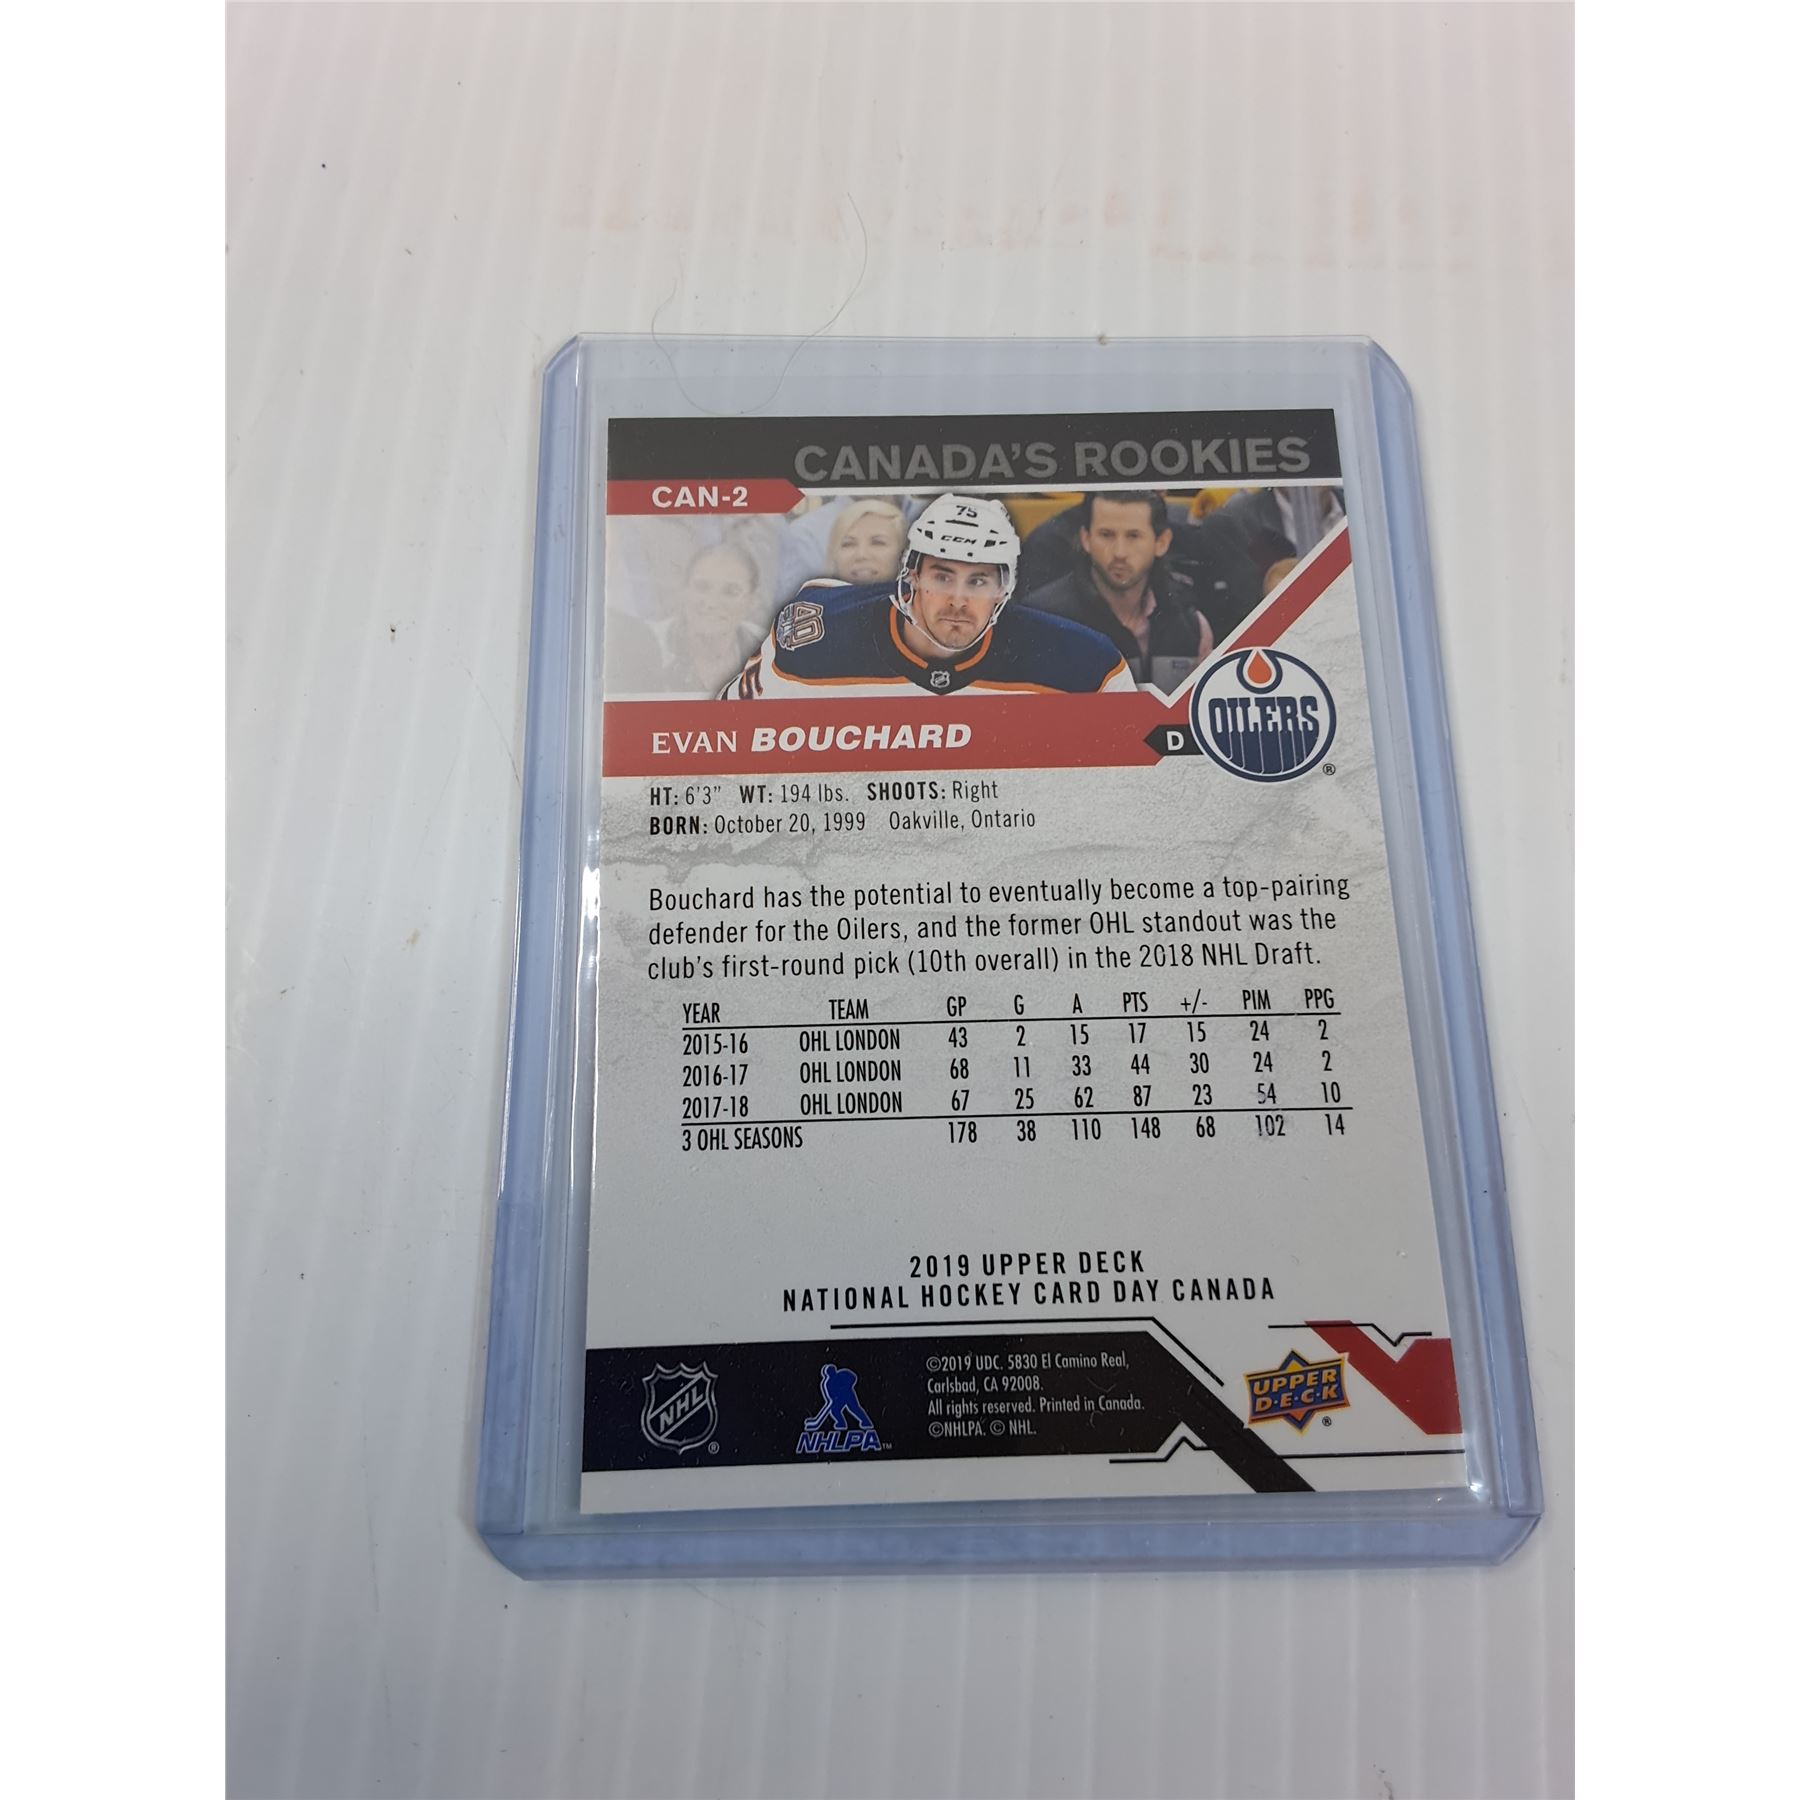 CANADA'S ROOKIES
CAN-2
75
CCM
40
EVAN BOUCHARD
D
OILERS®
HT: 6'3" WT: 194 lbs. SHOOTS: Right
BORN: October 20, 1999 Oakville, Ontario
Bouchard has the potential to eventually become a top-pairing
defender for the Oilers, and the former OHL standout was the
club's first-round pick (10th overall) in the 2018 NHL Draft.
YEAR TEAM GP G A PTS +/- PIM PPG
2015-16 OHL LONDON 43 2 15 17 15 24 2
2016-17 OHL LONDON 68 11 33 44 30 24 2
2017-18 OHL LONDON 67 25 62 87 23 54 10
3 OHL SEASONS 178 38 110 148 68 102 14
2019 UPPER DECK
NATIONAL HOCKEY CARD DAY CANADA
NHL®
NHLPA™
©2019 UDC. 5830 El Camino Real,
Carlsbad, CA 92008.
All rights reserved. Printed in Canada.
©NHLPA. © NHL.
UPPER
D·E·C·K®